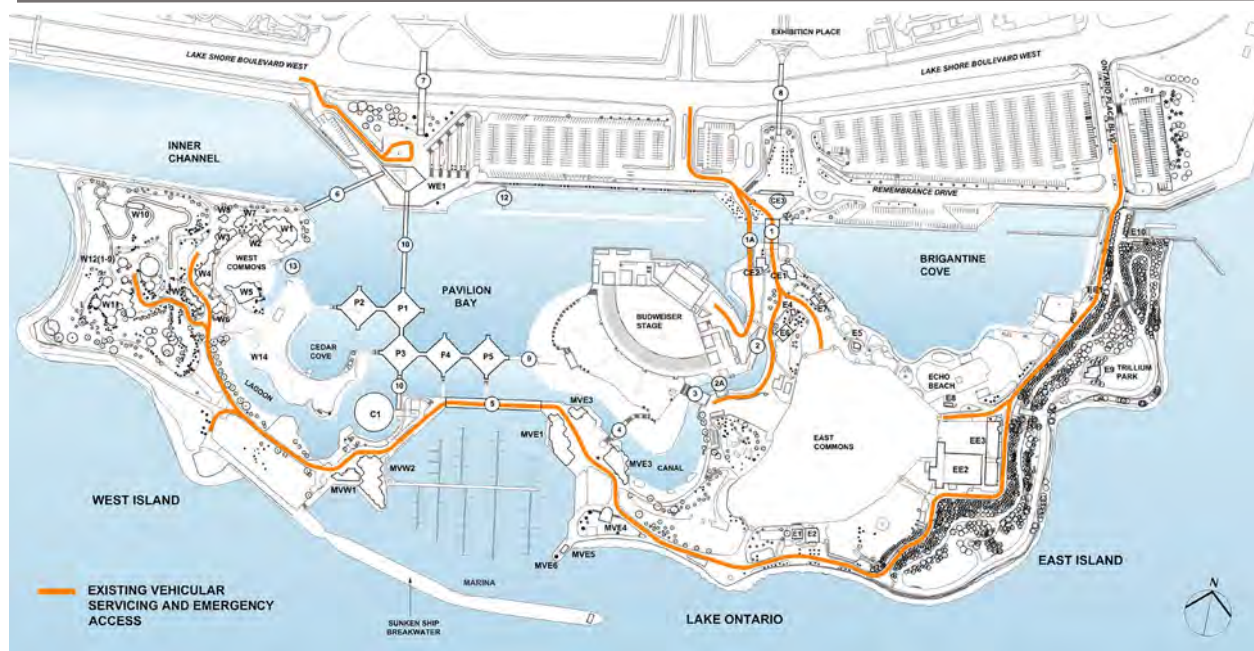 EXHIBITION PLACE
LAKE SHORE BOULEVARD WEST
7
8
LAKE SHORE BOULEVARD WEST
ONTARIO PLACE BLVD.
INNER
CHANNEL
WE1
6
12
REMEMBRANCE DRIVE
CE3
W10
W7
W1
W3
W2
WEST
COMMONS
W4
W5
W12(1-9)
W11
13
10
1A
1
CE2
CE1
E10
BRIGANTINE
COVE
PAVILION
BAY
P2
P1
BUDWEISER
STAGE
E4
E7
E6
E5
CEDAR
COVE
W14
P3
P4
P5
9
2
2A
3
ECHO
BEACH
E8
E9
TRILLIUM
PARK
LAGOON
10
C1
5
MVE3
MVE1
4
MVE3
CANAL
EAST
COMMONS
EE3
EE2
MVW2
MVW1
WEST ISLAND
MVE4
MVE5
MVE6
E1
E2
EAST ISLAND
MARINA
N
EXISTING VEHICULAR
SERVICING AND EMERGENCY
ACCESS
SUNKEN SHIP
BREAKWATER
LAKE ONTARIO